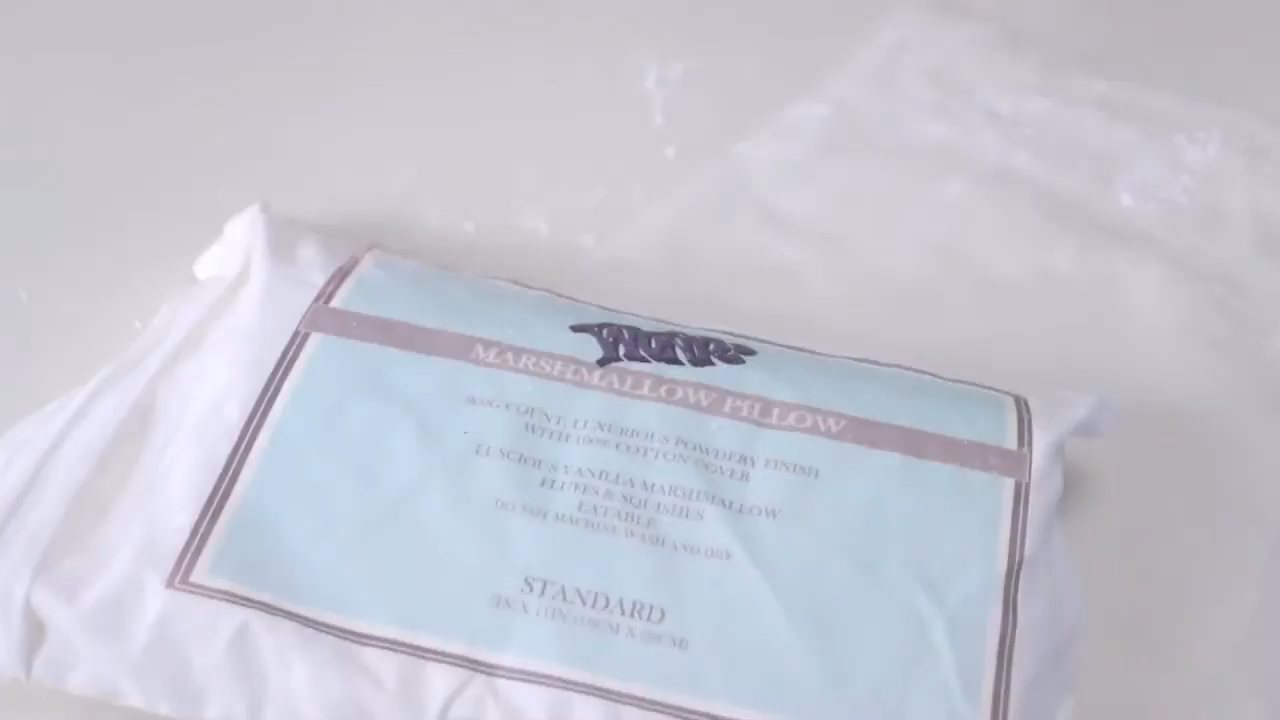 MARSHMALLOW PILLOW
COUNT, LUXURIOUS POWDERY FINISH
WITH 100% COTTON COVER
LUSCIOUS VANILLA MARSHMALLOW
FLUFFS & SQUISHES
EATABLE
DO NOT MACHINE WASH AND DRY
STANDARD